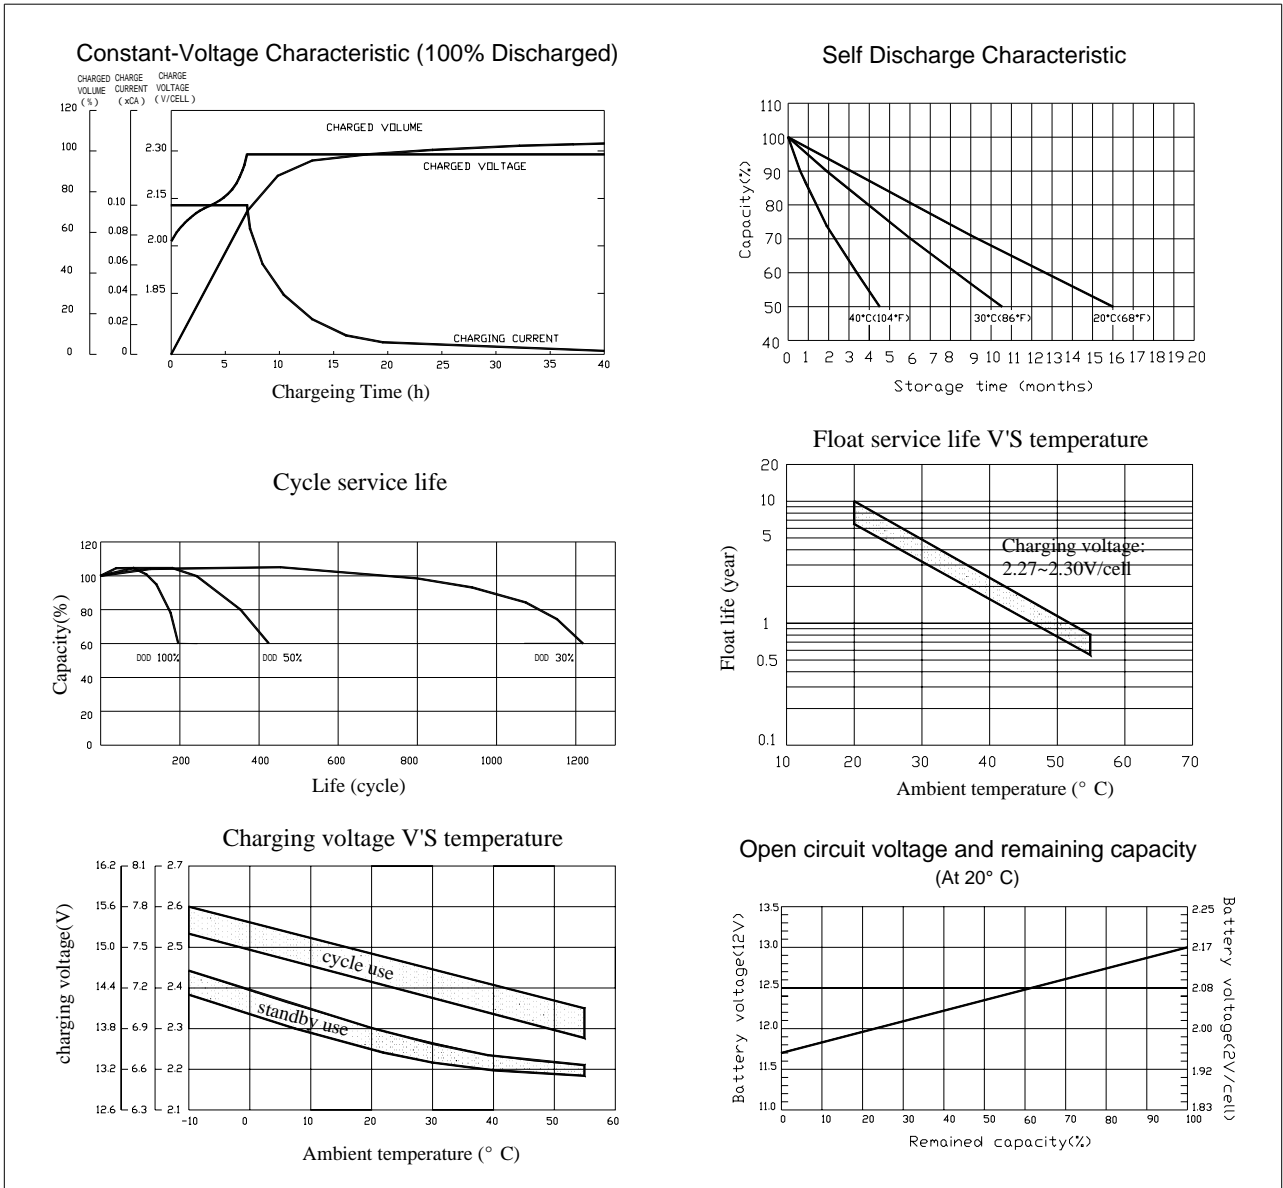 Constant-Voltage Characteristic (100% Discharged)
CHARGED CHARGE CHARGE
VOLUME CURRENT VOLTAGE
(%) (xCA) (V/CELL)
CHARGED VOLUME
CHARGED VOLTAGE
CHARGING CURRENT
120
100
80
60
40
20
0
0.10
0.08
0.06
0.04
0.02
0
2.30
2.15
2.00
1.85
0 5 10 15 20 25 30 35 40
Chargeing Time (h)
Self Discharge Characteristic
Capacity(%)
110
100
90
80
70
60
50
40
40°C(104°F) 30°C(86°F) 20°C(68°F)
0 1 2 3 4 5 6 7 8 9 10 11 12 13 14 15 16 17 18 19 20
Storage time (months)
Cycle service life
Capacity(%)
120
100
80
60
40
20
0
DOD 100% DOD 50% DOD 30%
200 400 600 800 1000 1200
Life (cycle)
Float service life V'S temperature
Float life (year)
20
10
5
1
0.5
0.1
Charging voltage:
2.27~2.30V/cell
10 20 30 40 50 60 70
Ambient temperature (° C)
Charging voltage V'S temperature
charging voltage(V)
16.2 8.1 2.7
15.6 7.8 2.6
15.0 7.5 2.5
14.4 7.2 2.4
13.8 6.9 2.3
13.2 6.6 2.2
12.6 6.3 2.1
cycle use
standby use
-10 0 10 20 30 40 50 60
Ambient temperature (° C)
Open circuit voltage and remaining capacity
(At 20° C)
Battery voltage(12V)
13.5
13.0
12.5
12.0
11.5
11.0
2.25
2.17
2.08
2.00
1.92
1.83
Battery voltage(2V/cell)
0 10 20 30 40 50 60 70 80 90 100
Remained capacity(%)